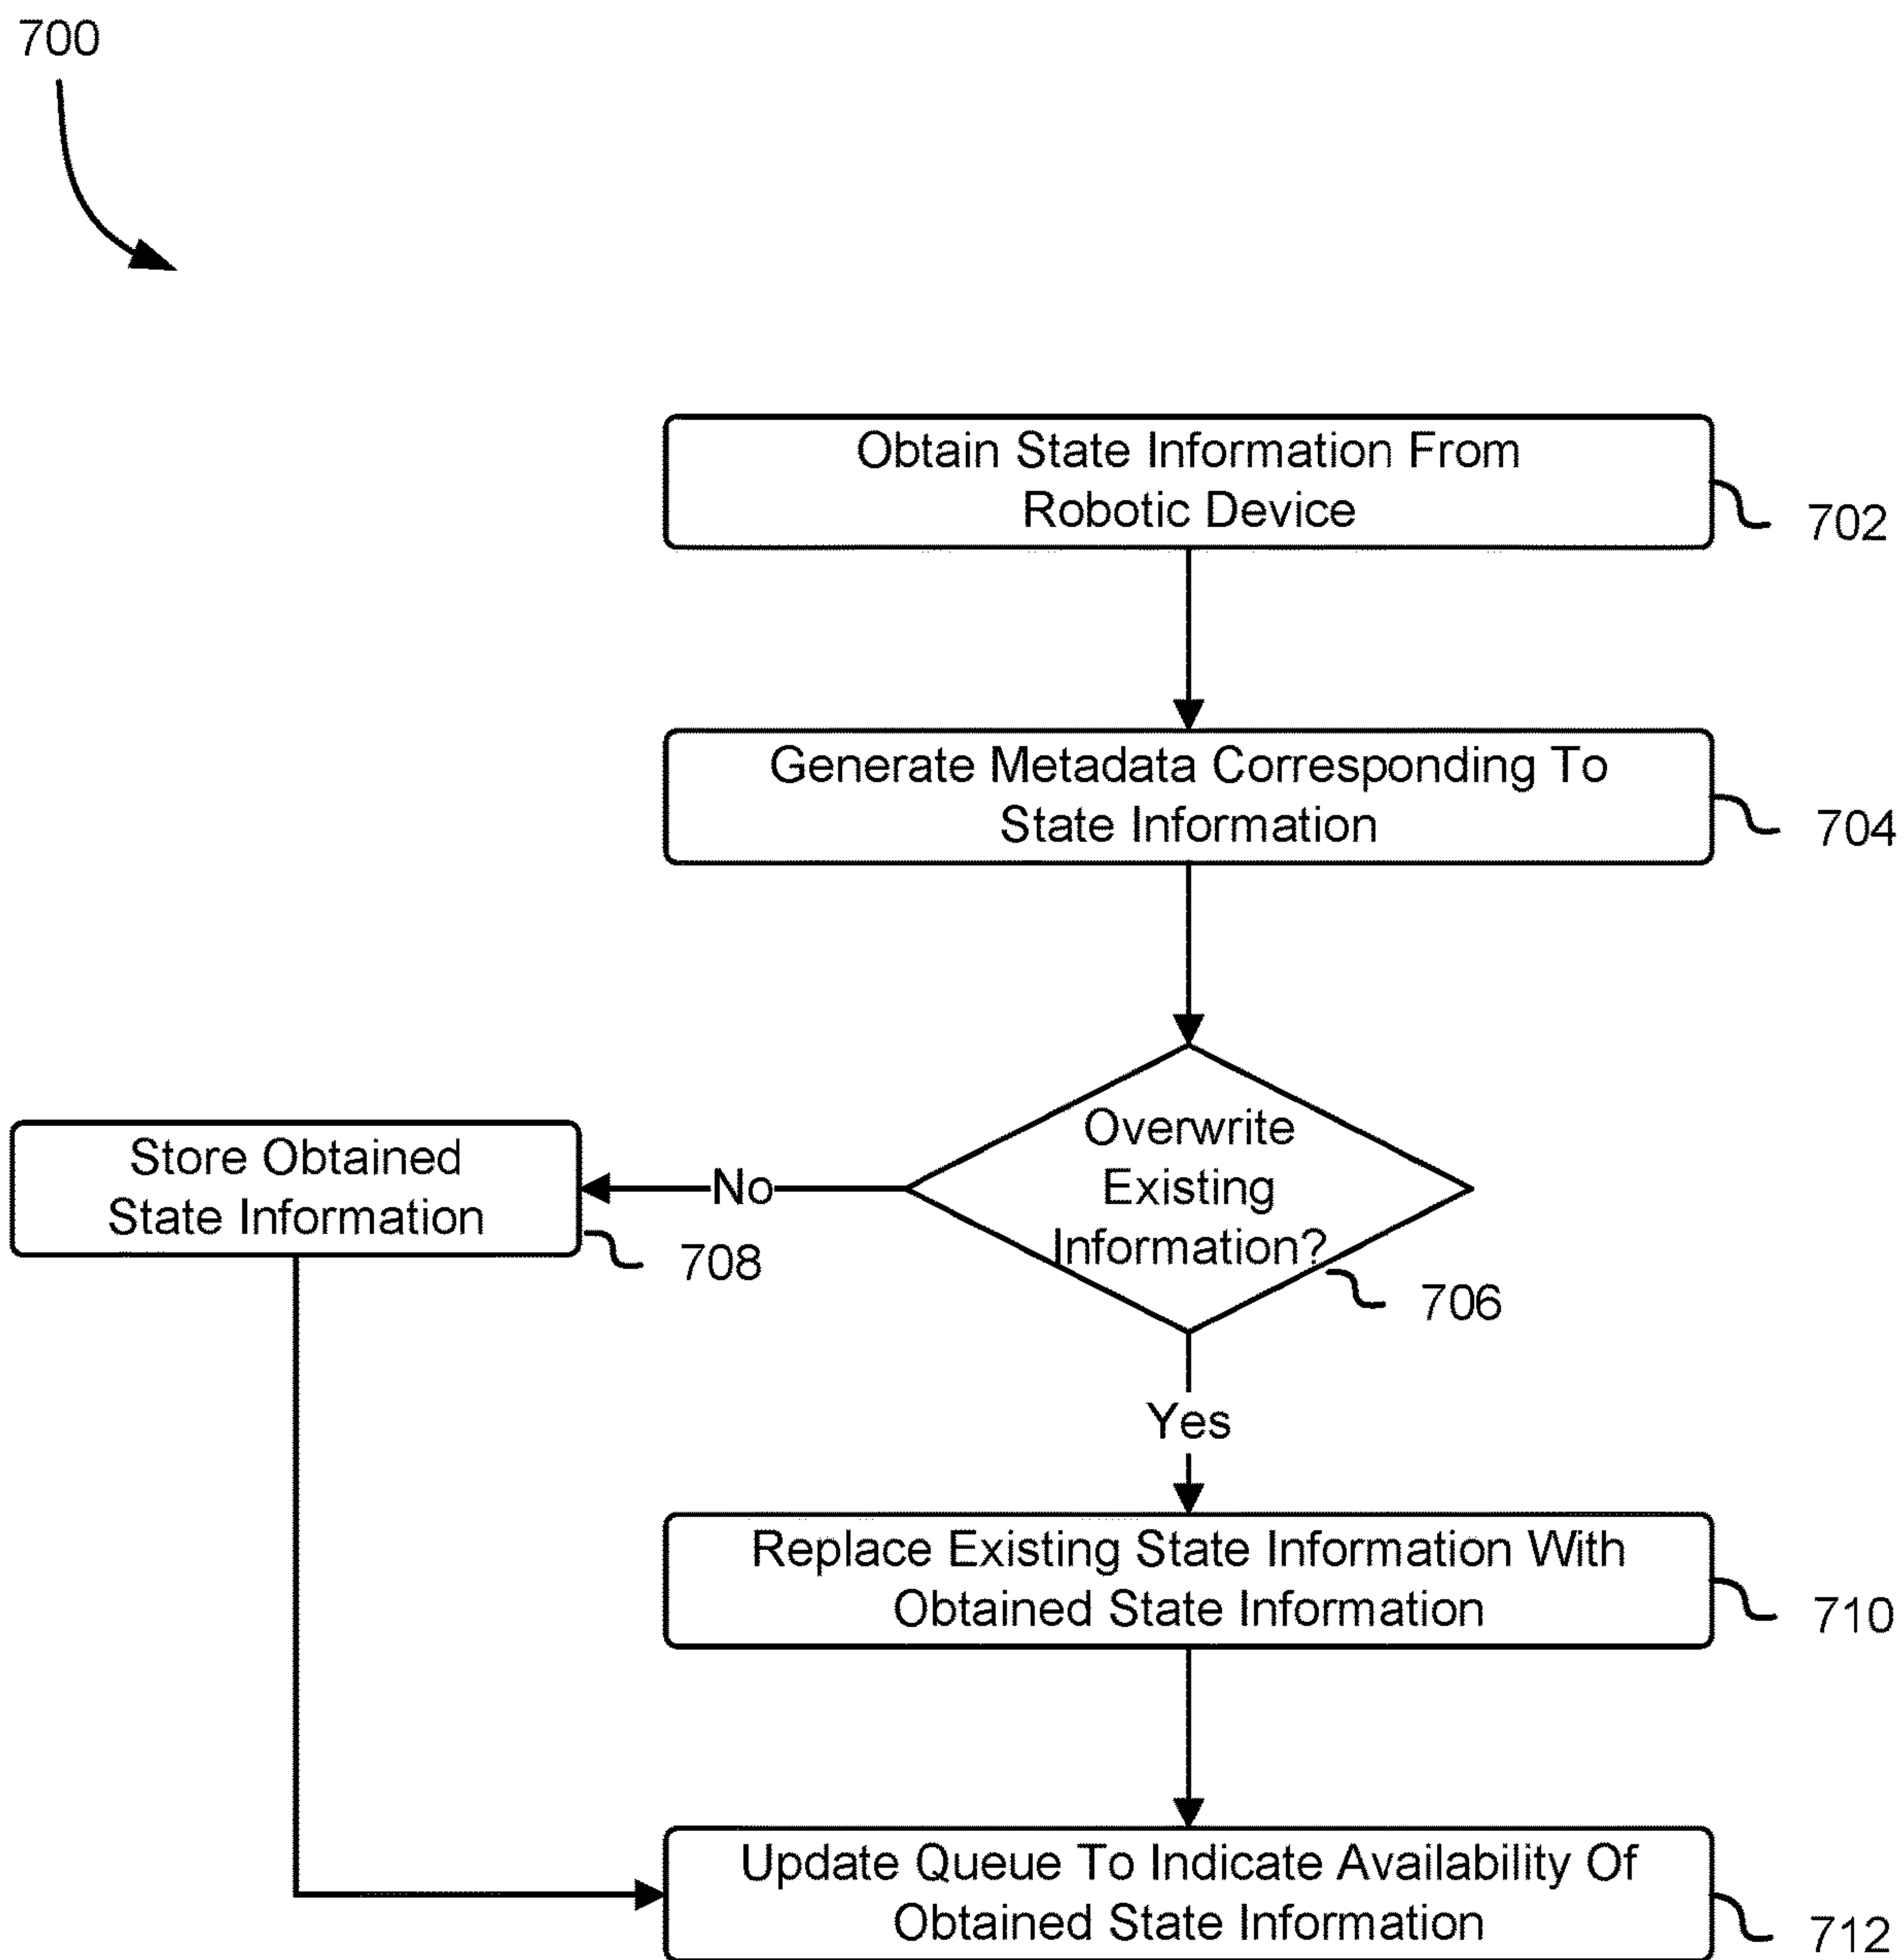 700
Obtain State Information From
Robotic Device
702
Generate Metadata Corresponding To
State Information
704
Overwrite
Existing
Information?
706
No
Store Obtained
State Information
708
Yes
Replace Existing State Information With
Obtained State Information
710
Update Queue To Indicate Availability Of
Obtained State Information
712